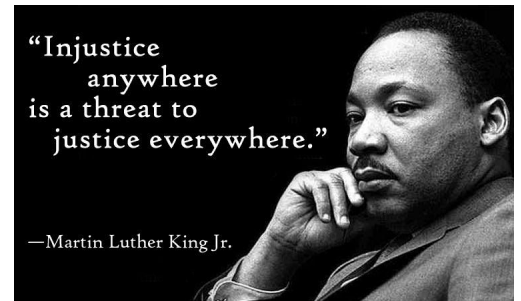 “Injustice
anywhere
is a threat to
justice everywhere.”
—Martin Luther King Jr.